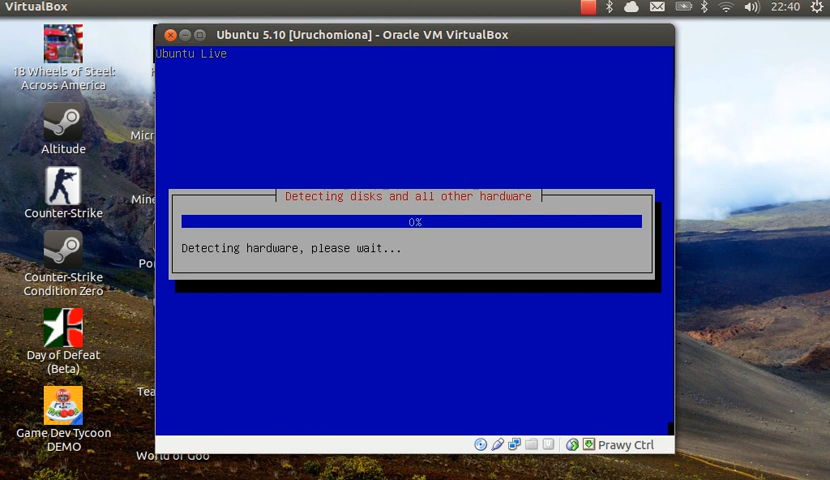 VirtualBox
22:40
18 Wheels of Steel:
Across America
Altitude
Counter-Strike
Counter-Strike
Condition Zero
Day of Defeat
(Beta)
Game Dev Tycoon
DEMO
World of Goo
Ubuntu 5.10 [Uruchomiona] - Oracle VM VirtualBox
Ubuntu Live
Detecting disks and all other hardware
0%
Detecting hardware, please wait...
Prawy Ctrl